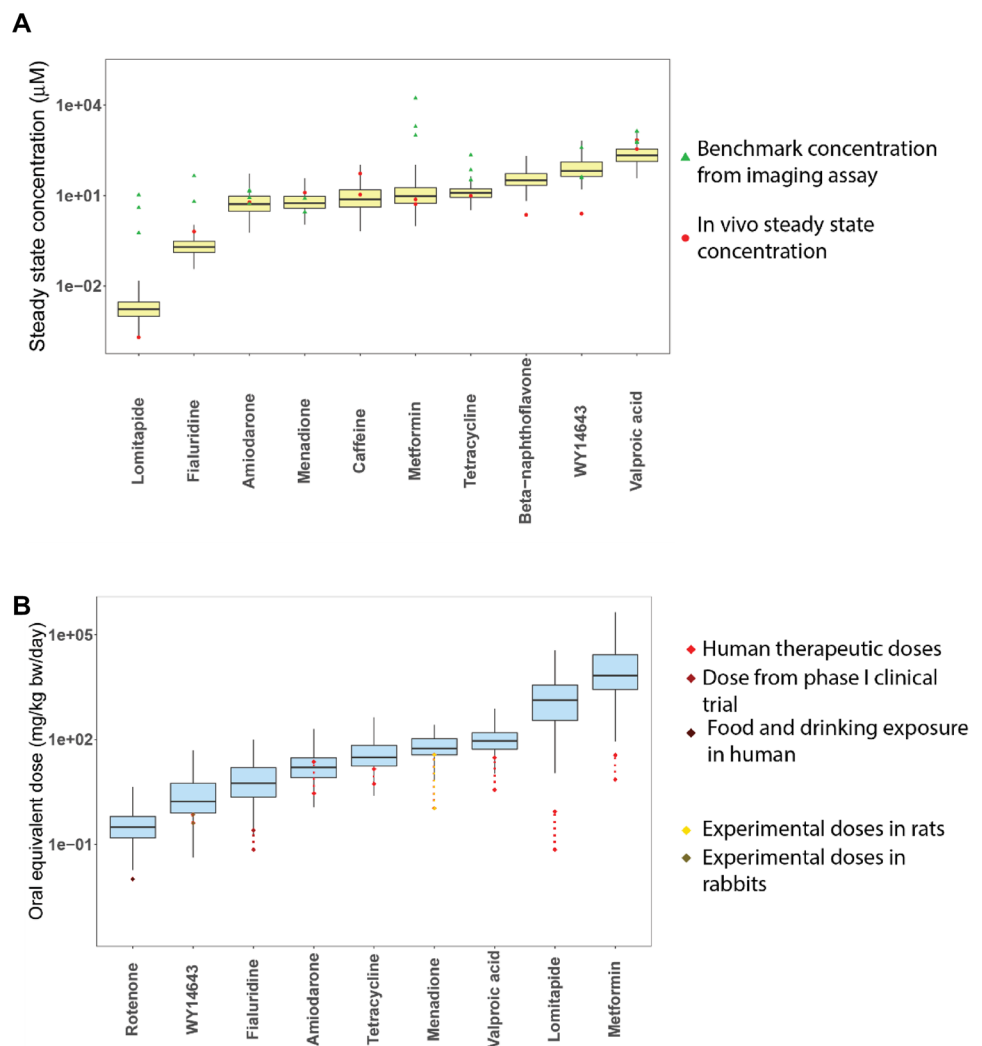 A
Steady state concentration (μM)
1e+04
1e+01
1e−02
Lomitapide
Fialuridine
Amiodarone
Menadione
Caffeine
Metformin
Tetracycline
Beta−naphthoflavone
WY14643
Valproic acid
Benchmark concentration
from imaging assay
In vivo steady state
concentration
B
Oral equivalent dose (mg/kg bw/day)
1e+05
1e+02
1e−01
Rotenone
WY14643
Fialuridine
Amiodarone
Tetracycline
Menadione
Valproic acid
Lomitapide
Metformin
Human therapeutic doses
Dose from phase I clinical
trial
Food and drinking exposure
in human
Experimental doses in rats
Experimental doses in
rabbits